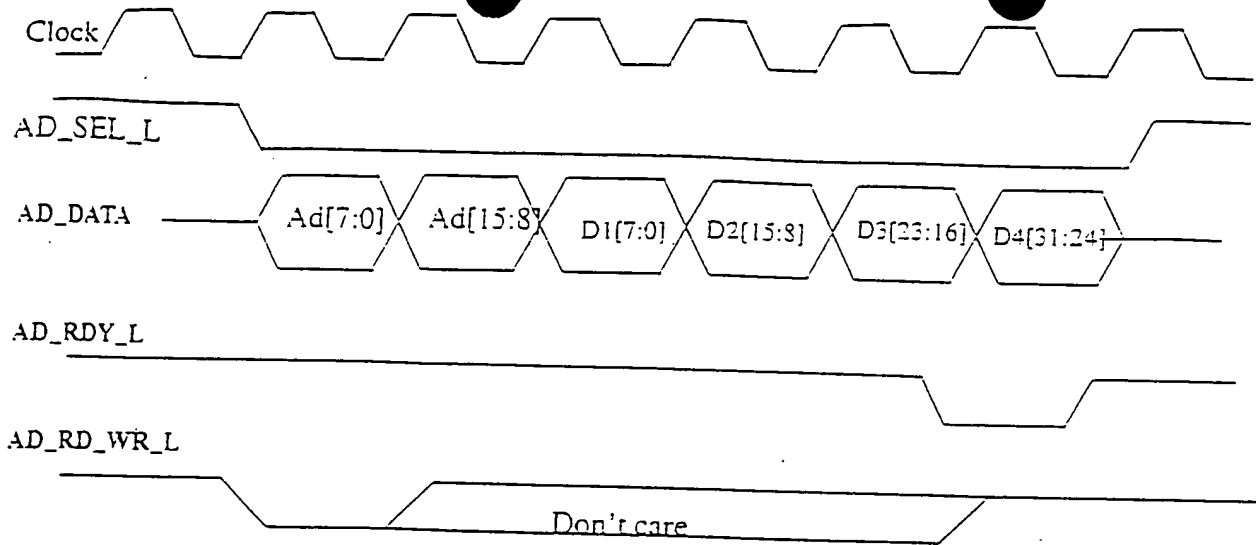 Clock
AD_SEL_L
AD_DATA Ad[7:0] Ad[15:8] D1[7:0] D2[15:8] D3[23:16] D4[31:24]
AD_RDY_L
AD_RD_WR_L
Don't care